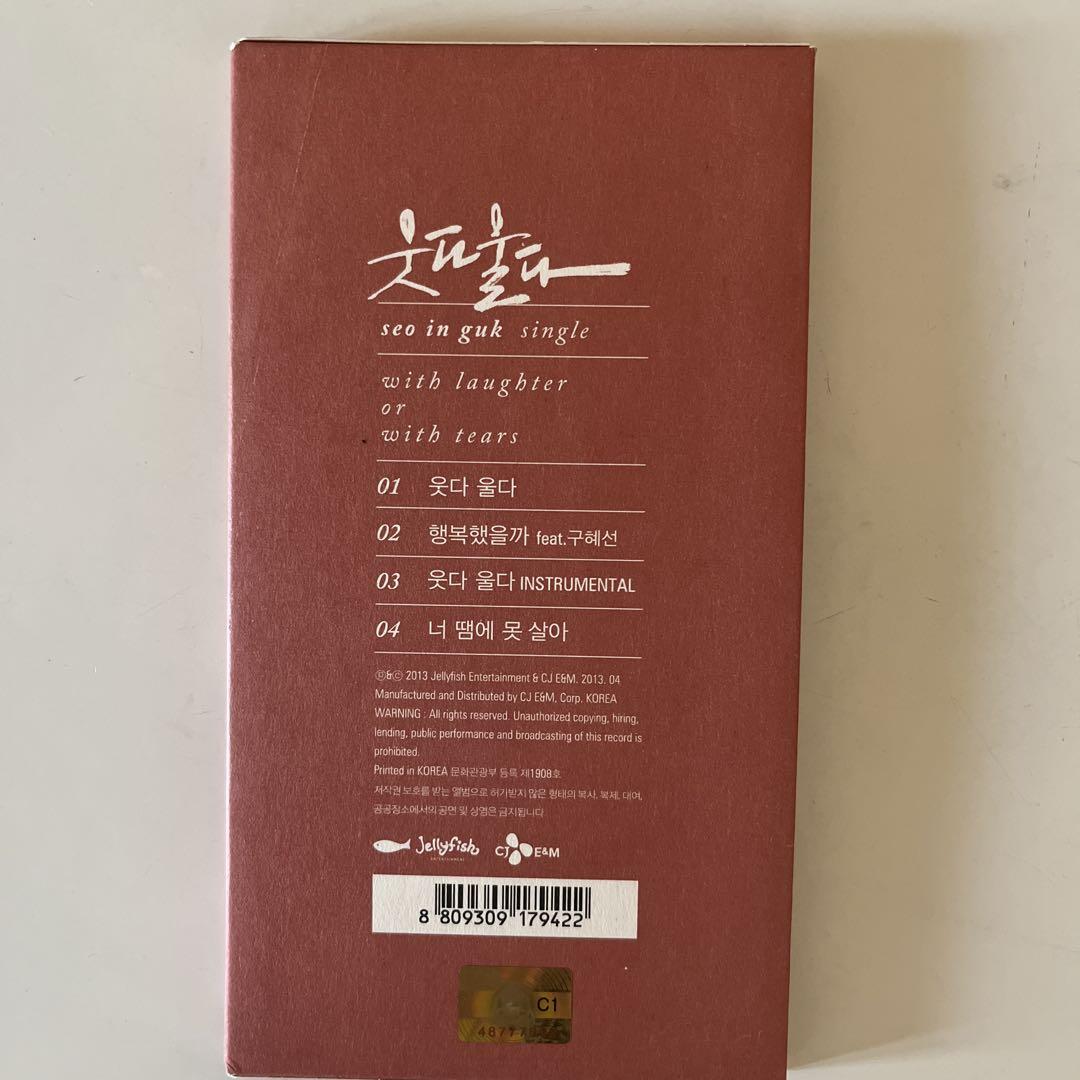 웃다 울다
seo in guk single
with laughter
or
with tears
01 웃다 울다
02 행복했을까 feat.구혜선
03 웃다 울다 INSTRUMENTAL
04 너 땜에 못 살아
ⓟ&ⓒ 2013 Jellyfish Entertainment & CJ E&M. 2013. 04
Manufactured and Distributed by CJ E&M, Corp. KOREA
WARNING : All rights reserved. Unauthorized copying, hiring,
lending, public performance and broadcasting of this record is
prohibited.
Printed in KOREA 문화관광부 등록 제1908호
저작권 보호를 받는 앨범으로 허가받지 않은 형태의 복사, 복제, 대여,
공공장소에서의 공연 및 상영은 금지됩니다
Jellyfish CJ E&M
ENTERTAINMENT
8 809309 179422
C1